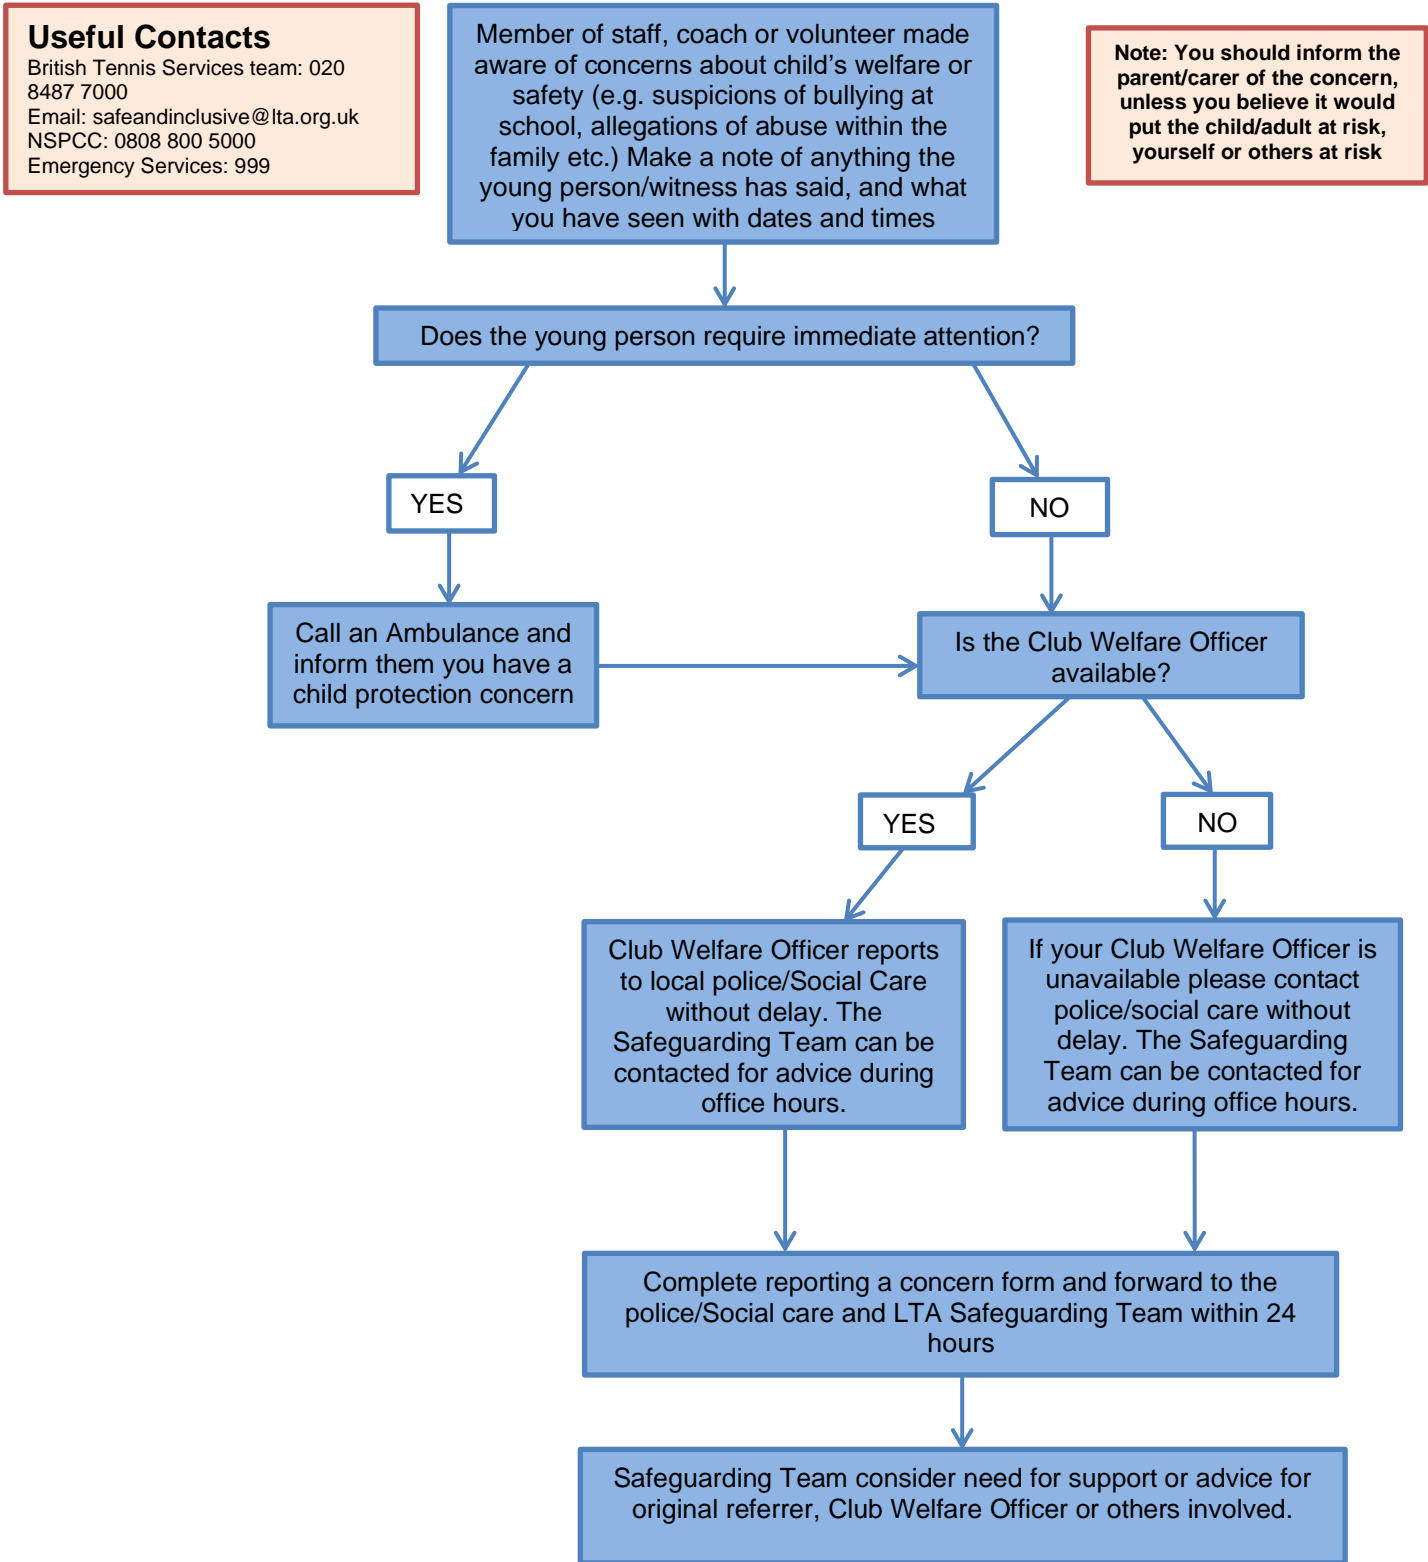 Useful Contacts
British Tennis Services team: 020
8487 7000
Email: safeandinclusive@lta.org.uk
NSPCC: 0808 800 5000
Emergency Services: 999
Member of staff, coach or volunteer made
aware of concerns about child's welfare or
safety (e.g. suspicions of bullying at
school, allegations of abuse within the
family etc.) Make a note of anything the
young person/witness has said, and what
you have seen with dates and times
Note: You should inform the
parent/carer of the concern,
unless you believe it would
put the child/adult at risk,
yourself or others at risk
Does the young person require immediate attention?
YES
NO
Call an Ambulance and
inform them you have a
child protection concern
Is the Club Welfare Officer
available?
YES
NO
Club Welfare Officer reports
to local police/Social Care
without delay. The
Safeguarding Team can be
contacted for advice during
office hours.
If your Club Welfare Officer is
unavailable please contact
police/social care without
delay. The Safeguarding
Team can be contacted for
advice during office hours.
Complete reporting a concern form and forward to the
police/Social care and LTA Safeguarding Team within 24
hours
Safeguarding Team consider need for support or advice for
original referrer, Club Welfare Officer or others involved.